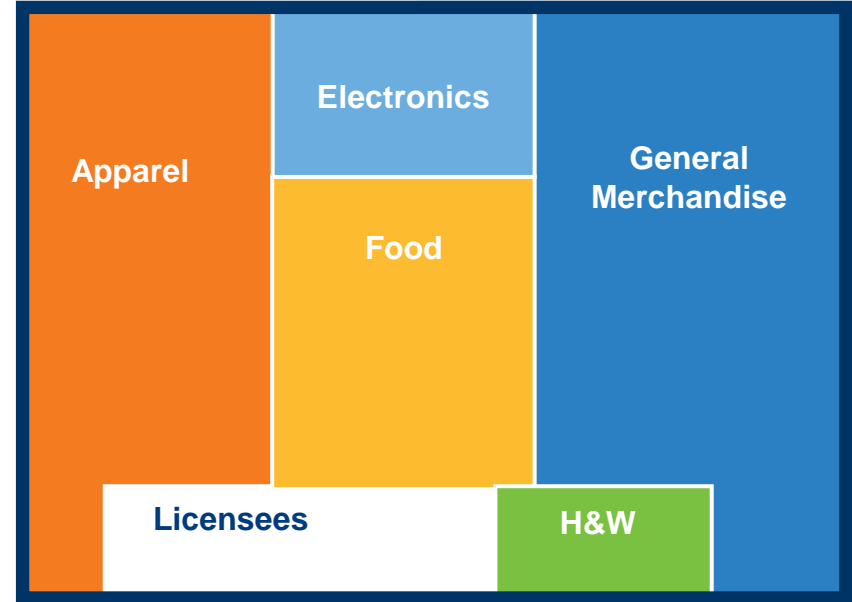 Electronics
Apparel
General
Merchandise
Food
Licensees
H&W